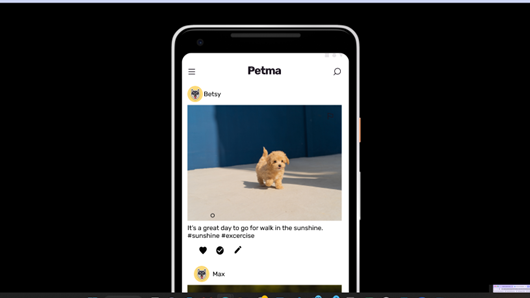 Petma
Betsy
It's a great day to go for walk in the sunshine.
#sunshine #excercise
Max